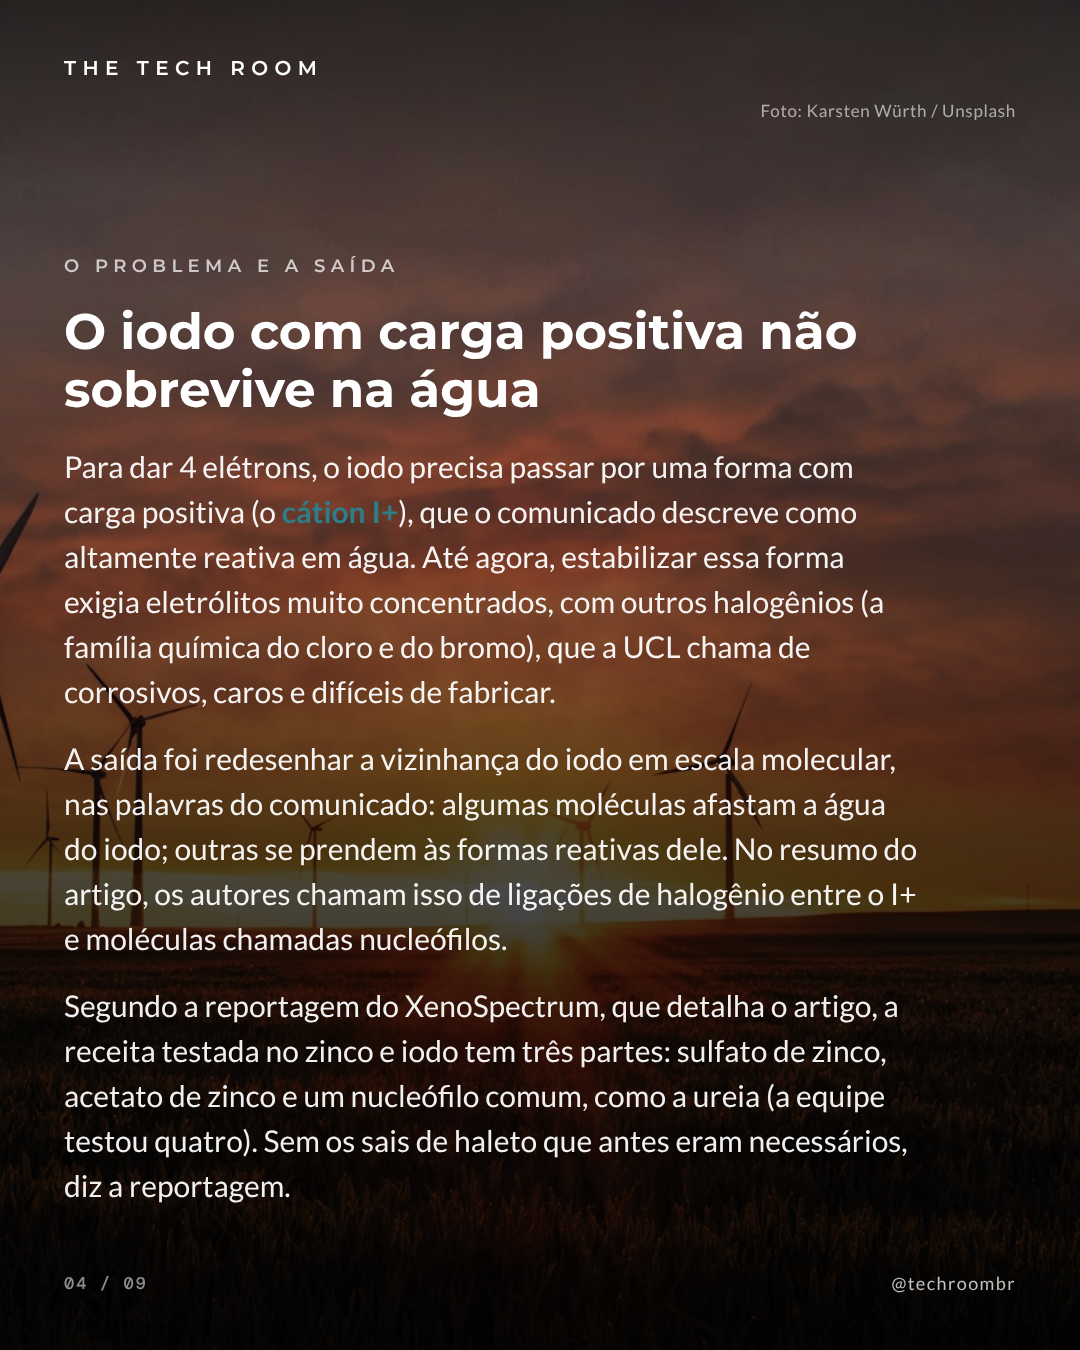 THE TECH ROOM
Foto: Karsten Würth / Unsplash
O PROBLEMA E A SAÍDA
O iodo com carga positiva não
sobrevive na água
Para dar 4 elétrons, o iodo precisa passar por uma forma com
carga positiva (o cátion I+), que o comunicado descreve como
altamente reativa em água. Até agora, estabilizar essa forma
exigia eletrólitos muito concentrados, com outros halogênios (a
família química do cloro e do bromo), que a UCL chama de
corrosivos, caros e difíceis de fabricar.
A saída foi redesenhar a vizinhança do iodo em escala molecular,
nas palavras do comunicado: algumas moléculas afastam a água
do iodo; outras se prendem às formas reativas dele. No resumo do
artigo, os autores chamam isso de ligações de halogênio entre o I+
e moléculas chamadas nucleófilos.
Segundo a reportagem do XenoSpectrum, que detalha o artigo, a
receita testada no zinco e iodo tem três partes: sulfato de zinco,
acetato de zinco e um nucleófilo comum, como a ureia (a equipe
testou quatro). Sem os sais de haleto que antes eram necessários,
diz a reportagem.
04 / 09
@techroombr